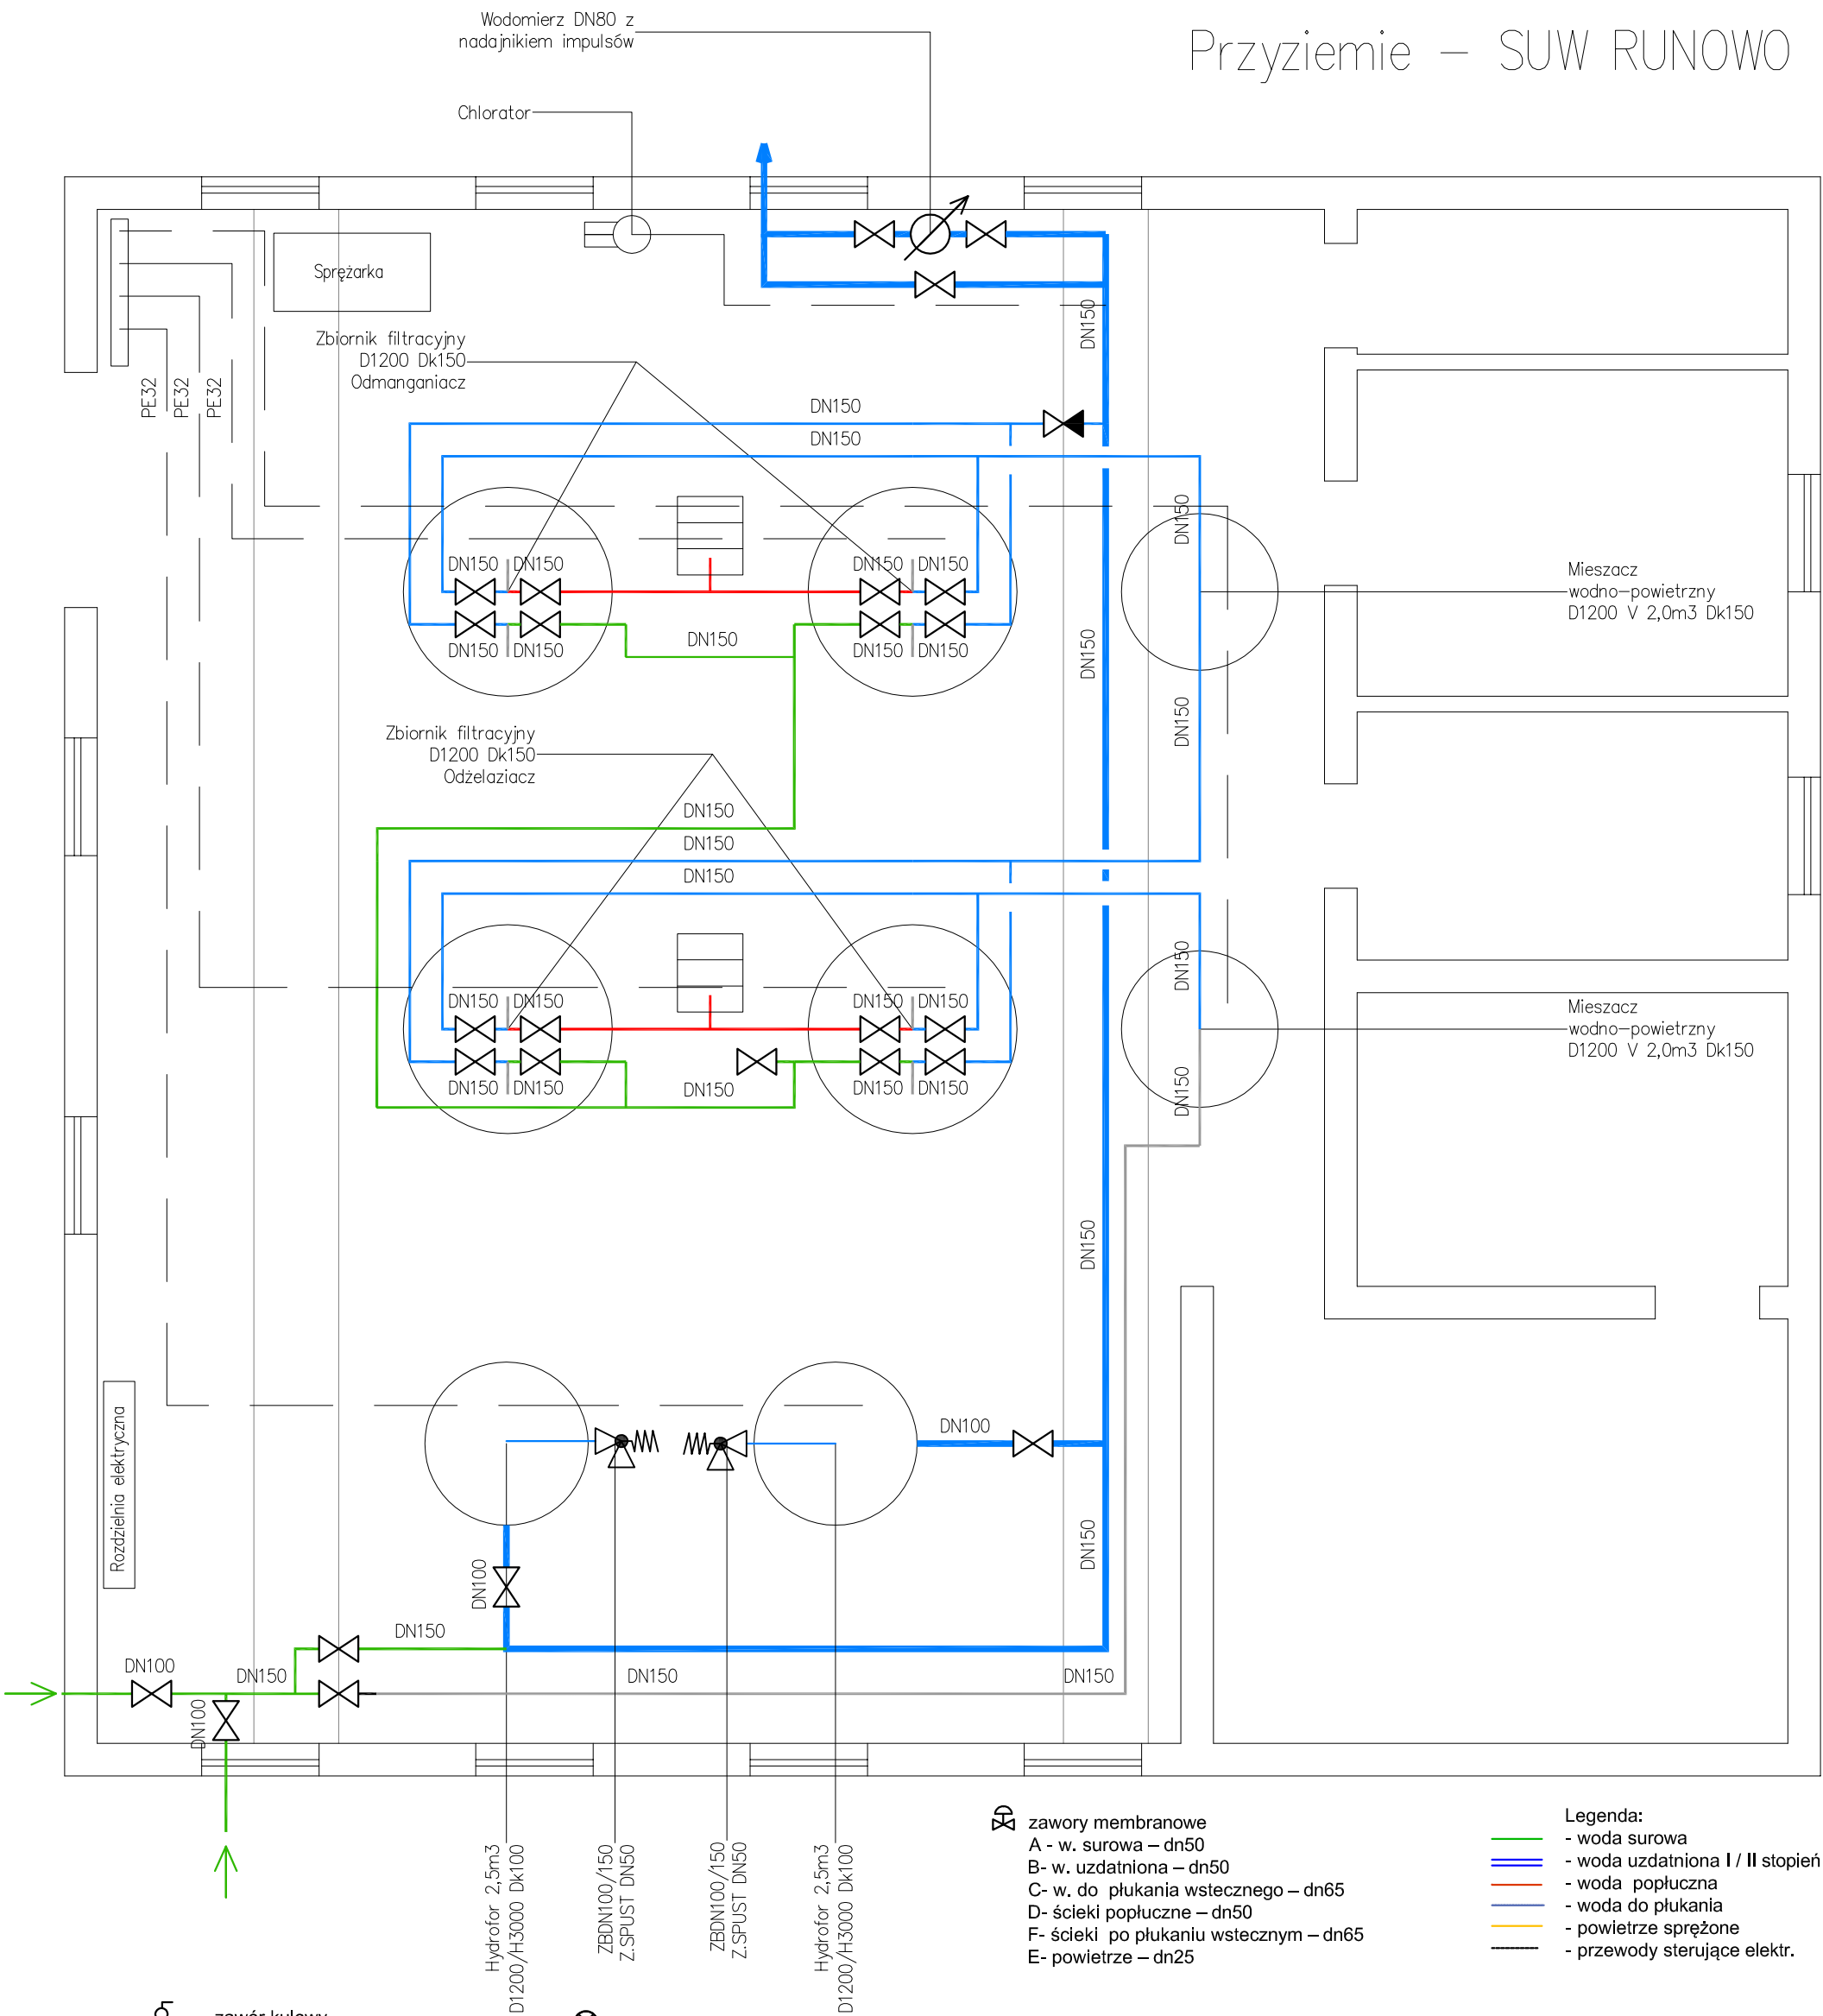 Wodomierz DN80 z
nadajnikiem impulsów
Przyziemie – SUW RUNOWO
Chlorator
Sprężarka
Zbiornik filtracyjny
D1200 Dk150
Odmanganiacz
DN150
PE32
PE32
PE32
DN150
DN150
DN150
DN150
DN150
DN150
DN150
Mieszacz
wodno-powietrzny
D1200 V 2,0m3 Dk150
DN150
DN150
DN150
DN150
DN150
DN150
DN150
Zbiornik filtracyjny
D1200 Dk150
Odżelaziacz
DN150
DN150
DN150
DN150
DN150
DN150
DN150
DN150
DN150
Mieszacz
wodno-powietrzny
D1200 V 2,0m3 Dk150
DN150
DN150
DN150
DN150
DN150
DN150
DN150
Rozdzielnia elektryczna
DN100
DN150
DN100
DN150
DN100
DN150
DN150
DN150
DN100
Hydrofor 2,5m3
D1200/H3000 Dk100
ZBDN100/150
Z.SPUST DN50
ZBDN100/150
Z.SPUST DN50
Hydrofor 2,5m3
D1200/H3000 Dk100
zawory membranowe
A - w. surowa – dn50
B- w. uzdatniona – dn50
C- w. do płukania wstecznego – dn65
D- ścieki popłuczne – dn50
F- ścieki po płukaniu wstecznym – dn65
E- powietrze – dn25
Legenda:
- woda surowa
- woda uzdatniona I / II stopień
- woda popłuczna
- woda do płukania
- powietrze sprężone
- przewody sterujące elektr.
zawór kulowy